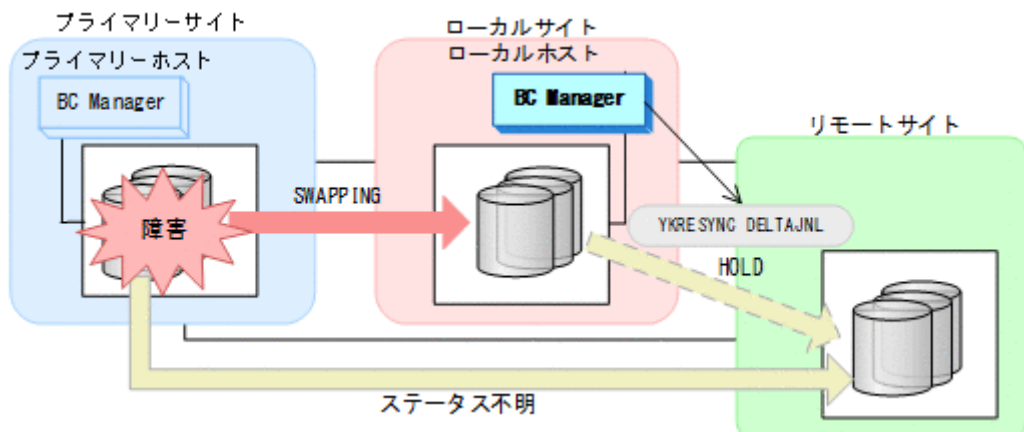 プライマリーサイト
プライマリーホスト
BC Manager
障害
SWAPPING
ローカルサイト
ローカルホスト
BC Manager
リモートサイト
YKRESYNC DELTAJNL
HOLD
ステータス不明